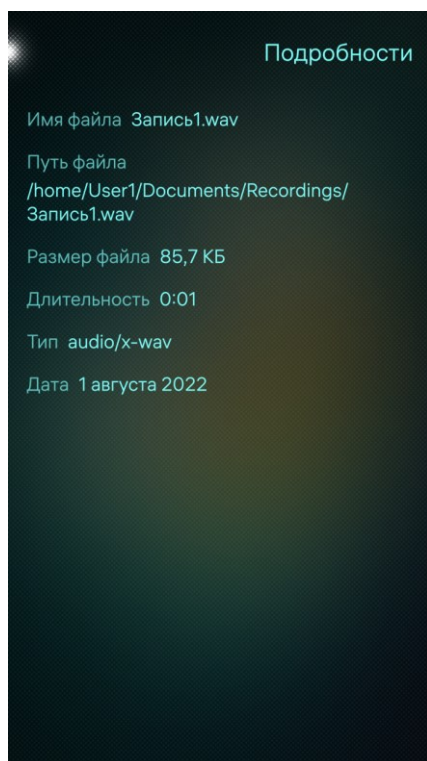 Подробности
Имя файла Запись1.wav
Путь файла
/home/User1/Documents/Recordings/
Запись1.wav
Размер файла 85,7 КБ
Длительность 0:01
Тип audio/x-wav
Дата 1 августа 2022